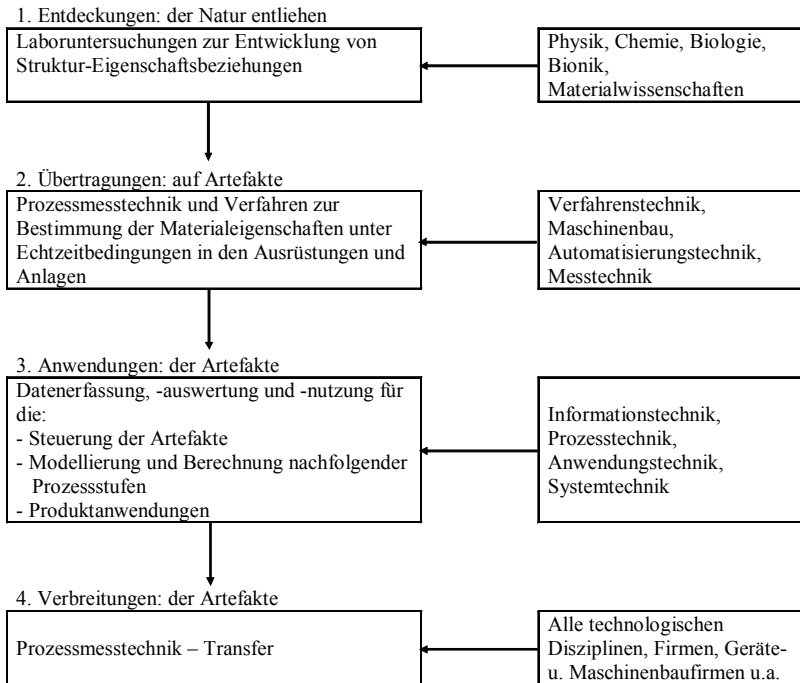 1. Entdeckungen: der Natur entliehen
Laboruntersuchungen zur Entwicklung von
Struktur-Eigenschaftsbeziehungen
Physik, Chemie, Biologie,
Bionik,
Materialwissenschaften
2. Übertragungen: auf Artefakte
Prozessmesstechnik und Verfahren zur
Bestimmung der Materialeigenschaften unter
Echtzeitbedingungen in den Ausrüstungen und
Anlagen
Verfahrenstechnik,
Maschinenbau,
Automatisierungstechnik,
Messtechnik
3. Anwendungen: der Artefakte
Datenerfassung, -auswertung und -nutzung für
die:
- Steuerung der Artefakte
- Modellierung und Berechnung nachfolgender
Prozessstufen
- Produktanwendungen
Informationstechnik,
Prozesstechnik,
Anwendungstechnik,
Systemtechnik
4. Verbreitungen: der Artefakte
Prozessmesstechnik – Transfer
Alle technologischen
Disziplinen, Firmen, Geräte-
u. Maschinenbaufirmen u.a.